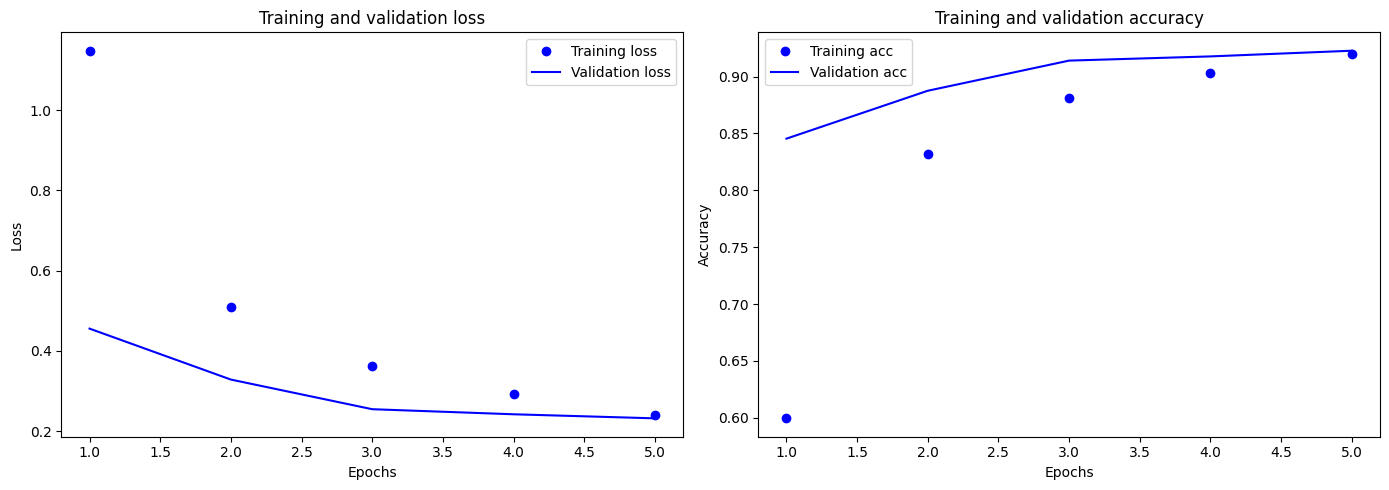 Training and validation loss
Training loss
Validation loss
1.0
0.8
0.6
0.4
0.2
Loss
1.0 1.5 2.0 2.5 3.0 3.5 4.0 4.5 5.0
Epochs
Training and validation accuracy
Training acc
Validation acc
0.90
0.85
0.80
0.75
0.70
0.65
0.60
Accuracy
1.0 1.5 2.0 2.5 3.0 3.5 4.0 4.5 5.0
Epochs